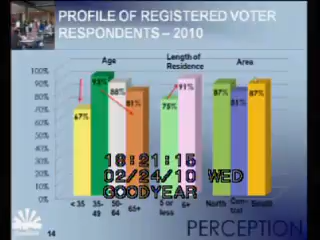 PROFILE OF REGISTERED VOTER
RESPONDENTS – 2010
Age
Length of
Residence
Area
100%
90%
80%
70%
60%
50%
40%
30%
20%
10%
0%
67%
93%
88%
81%
75%
91%
87%
81%
87%
< 35
35-
49
50-
64
65+
5 or
less
6+
North
Cen-
tral
South
18:21:15
02/24/10 WED
GOODYEAR
14
PERCEPTION